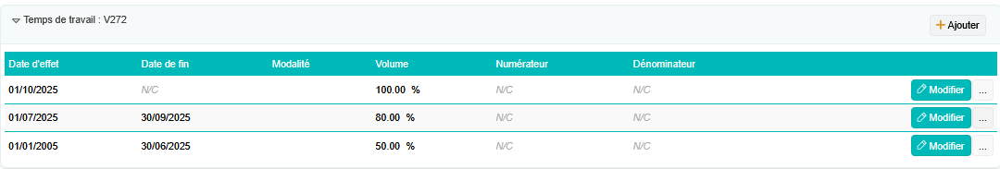 Temps de travail : V272
Ajouter
Date d'effet Date de fin Modalité Volume Numérateur Dénominateur
01/10/2025 N/C 100.00 % N/C N/C Modifier ...
01/07/2025 30/09/2025 80.00 % N/C N/C Modifier ...
01/01/2005 30/06/2025 50.00 % N/C N/C Modifier ...